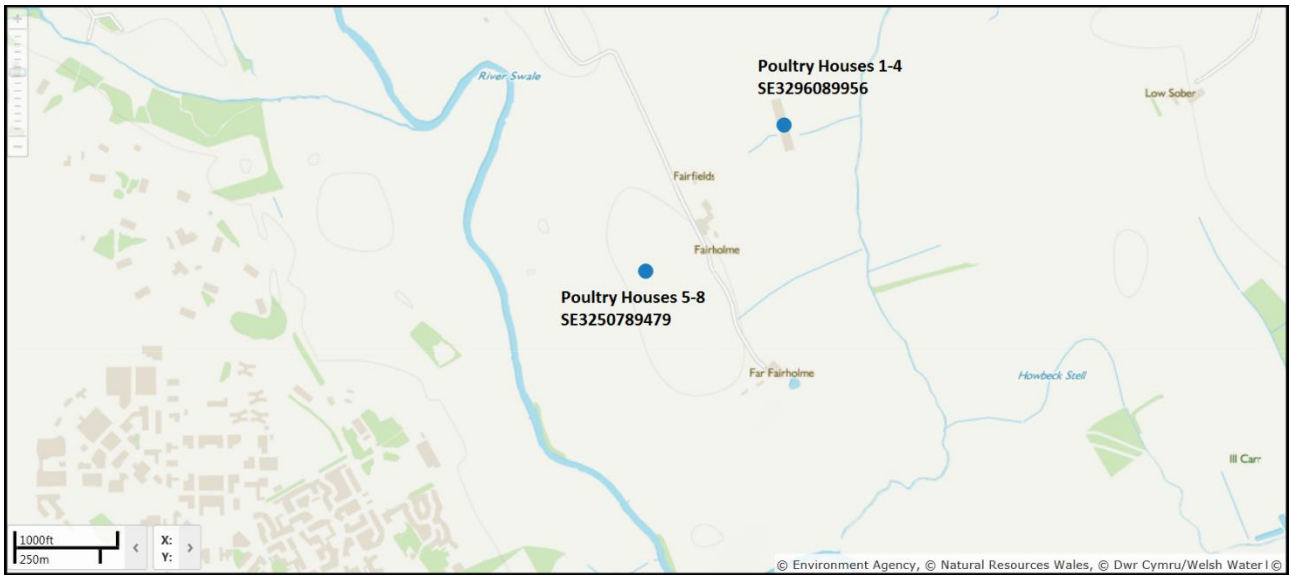 River Swale
Poultry Houses 1-4
SE3296089956
Low Sober
Fairfields
Fairholme
Poultry Houses 5-8
SE3250789479
Far Fairholme
Howbeck Stell
Ill Carr
1000ft
250m
X:
Y:
© Environment Agency, © Natural Resources Wales, © Dwr Cymru/Welsh Water I ©